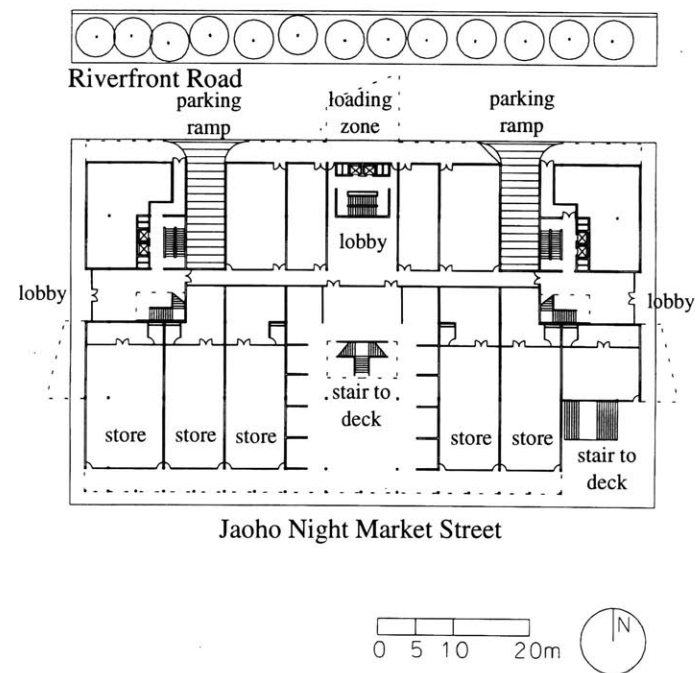 Riverfront Road
parking
ramp
loading
zone
parking
ramp
lobby
lobby
lobby
stair to
deck
store
store
store
store
store
stair to
deck
Jaoho Night Market Street
0 5 10 20m
N